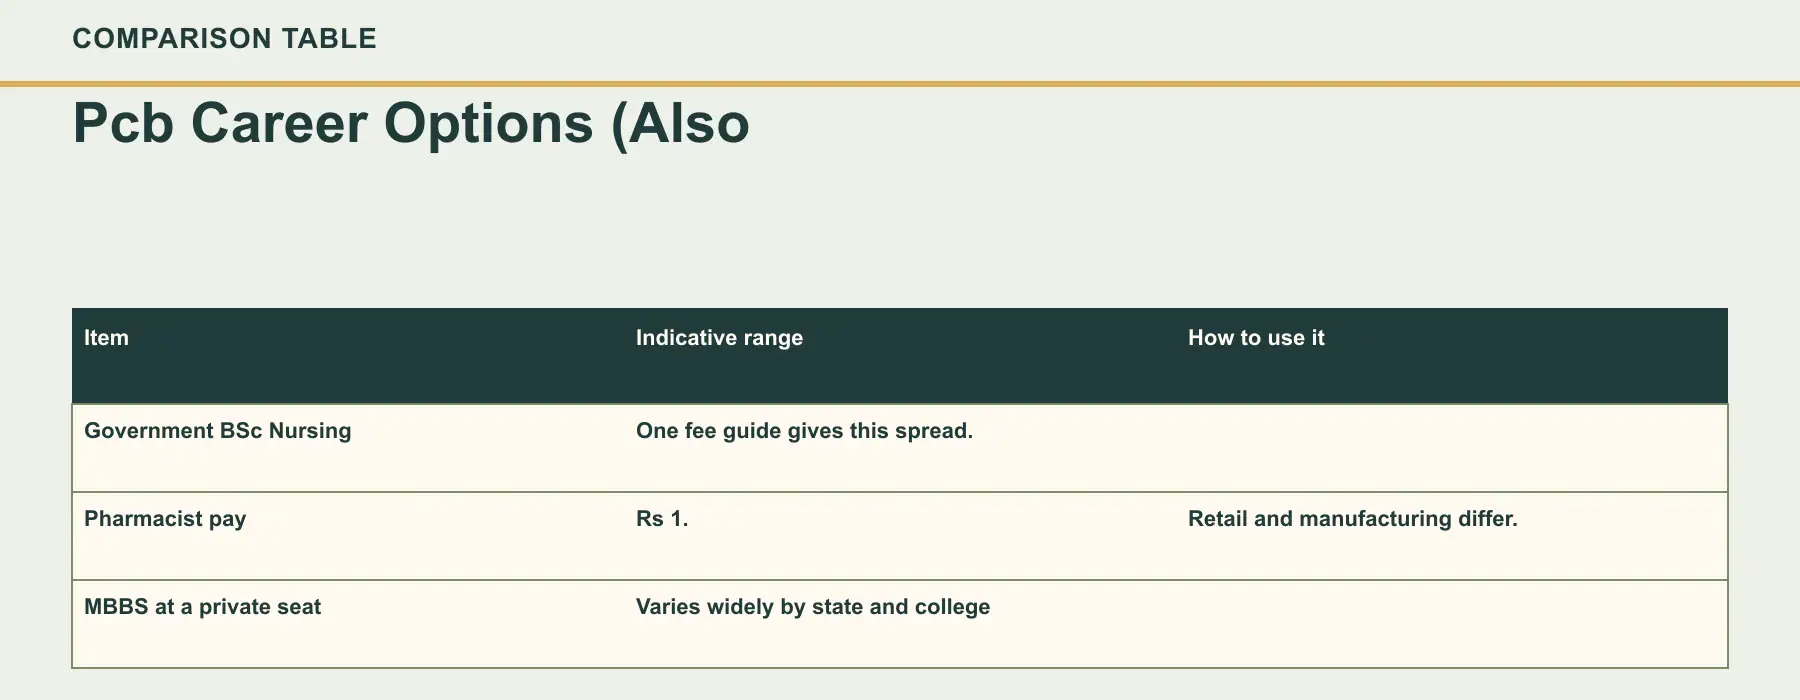 COMPARISON TABLE
Pcb Career Options (Also
Item Indicative range How to use it
Government BSc Nursing One fee guide gives this spread.
Pharmacist pay Rs 1. Retail and manufacturing differ.
MBBS at a private seat Varies widely by state and college